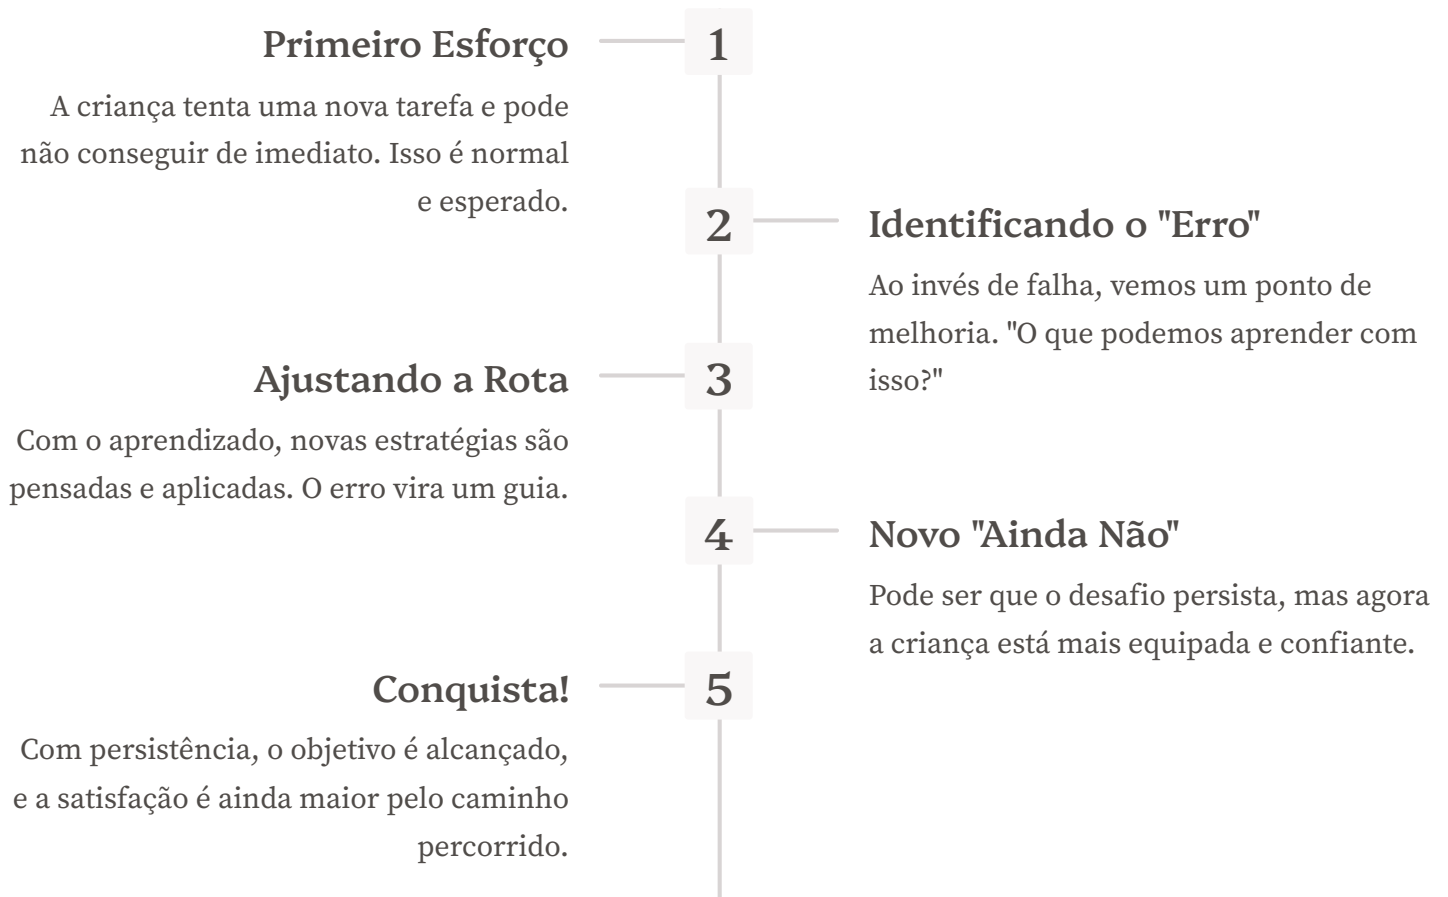 Primeiro Esforço
1
A criança tenta uma nova tarefa e pode
não conseguir de imediato. Isso é normal
e esperado.
2
Identificando o "Erro"
Ao invés de falha, vemos um ponto de
melhoria. "O que podemos aprender com
isso?"
Ajustando a Rota
3
Com o aprendizado, novas estratégias são
pensadas e aplicadas. O erro vira um guia.
4
Novo "Ainda Não"
Pode ser que o desafio persista, mas agora
a criança está mais equipada e confiante.
Conquista!
5
Com persistência, o objetivo é alcançado,
e a satisfação é ainda maior pelo caminho
percorrido.